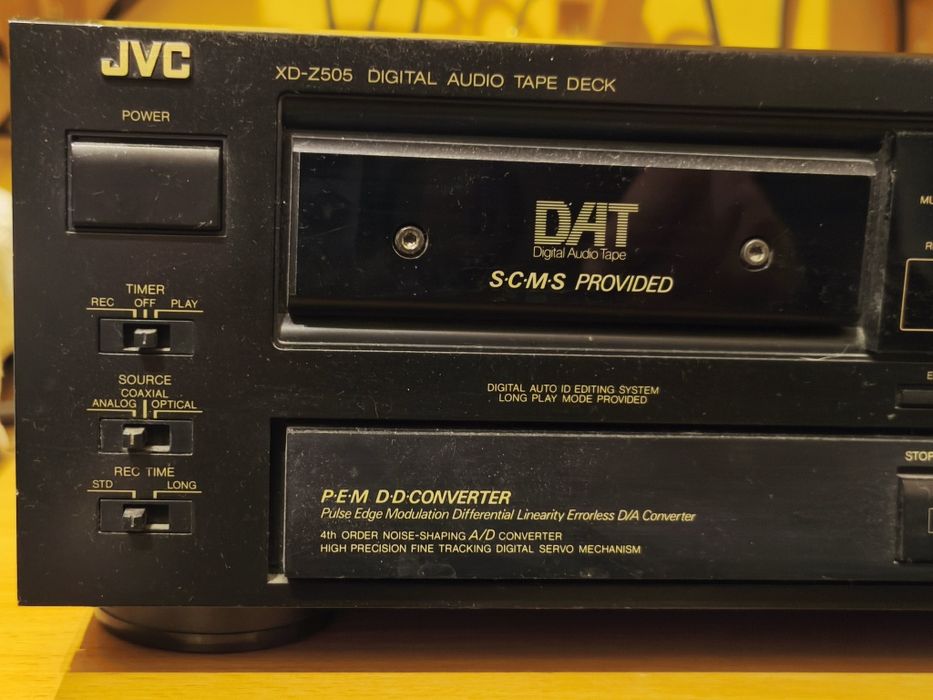 JVC
XD-Z505 DIGITAL AUDIO TAPE DECK
POWER
DAT
Digital Audio Tape
S·C·M·S PROVIDED
TIMER
REC OFF PLAY
SOURCE
COAXIAL
ANALOG OPTICAL
REC TIME
STD LONG
DIGITAL AUTO ID EDITING SYSTEM
LONG PLAY MODE PROVIDED
STOP
P·E·M D·D·CONVERTER
Pulse Edge Modulation Differential Linearity Errorless D/A Converter
4th ORDER NOISE-SHAPING A/D CONVERTER
HIGH PRECISION FINE TRACKING DIGITAL SERVO MECHANISM